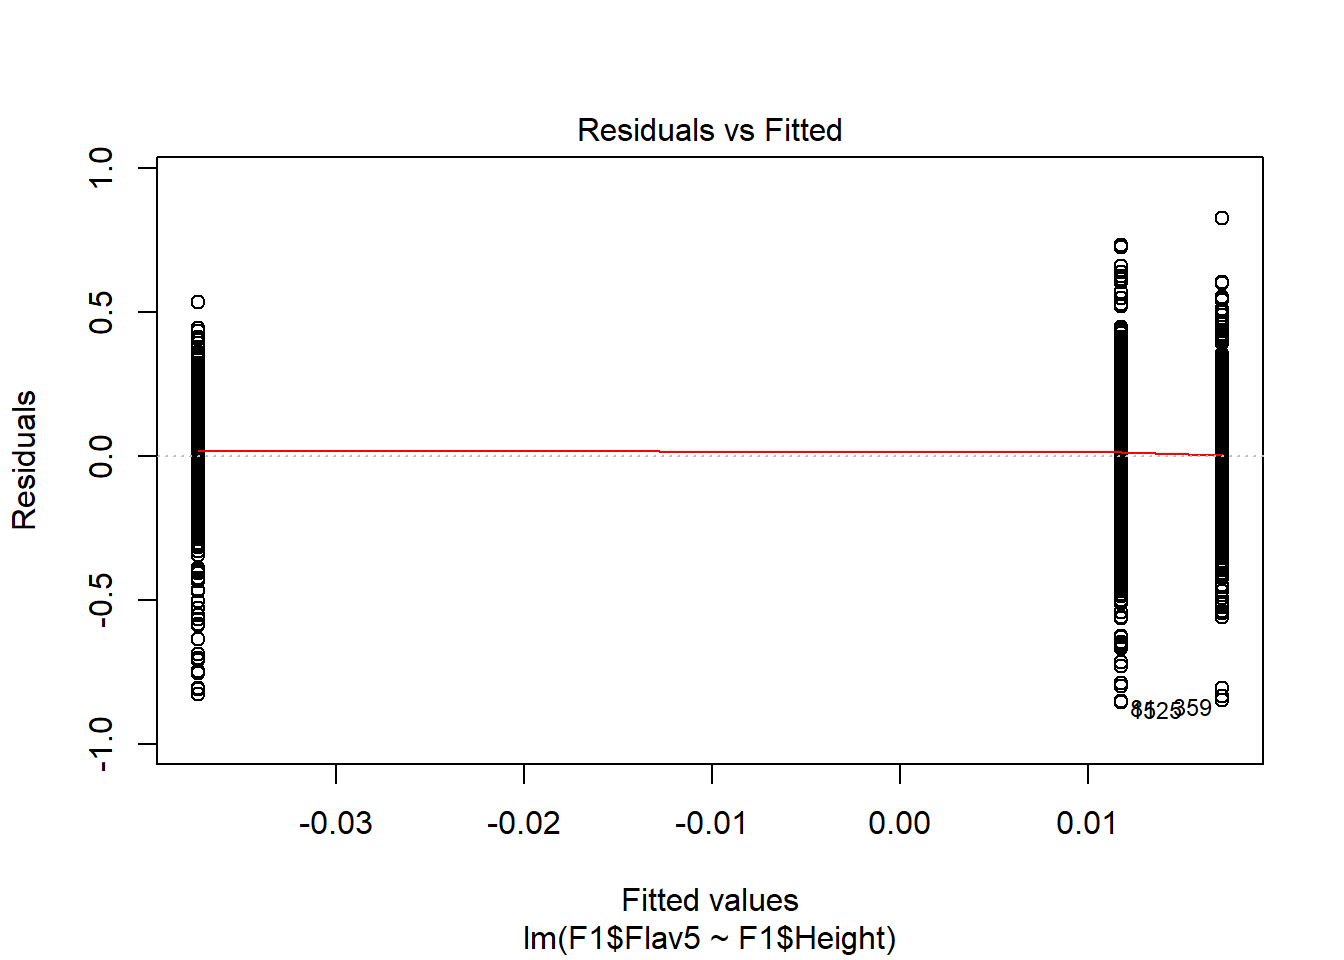 Residuals vs Fitted
1.0
0.5
0.0
-0.5
-1.0
Residuals
1525
359
-0.03 -0.02 -0.01 0.00 0.01
Fitted values
lm(F1$Flav5 ~ F1$Height)